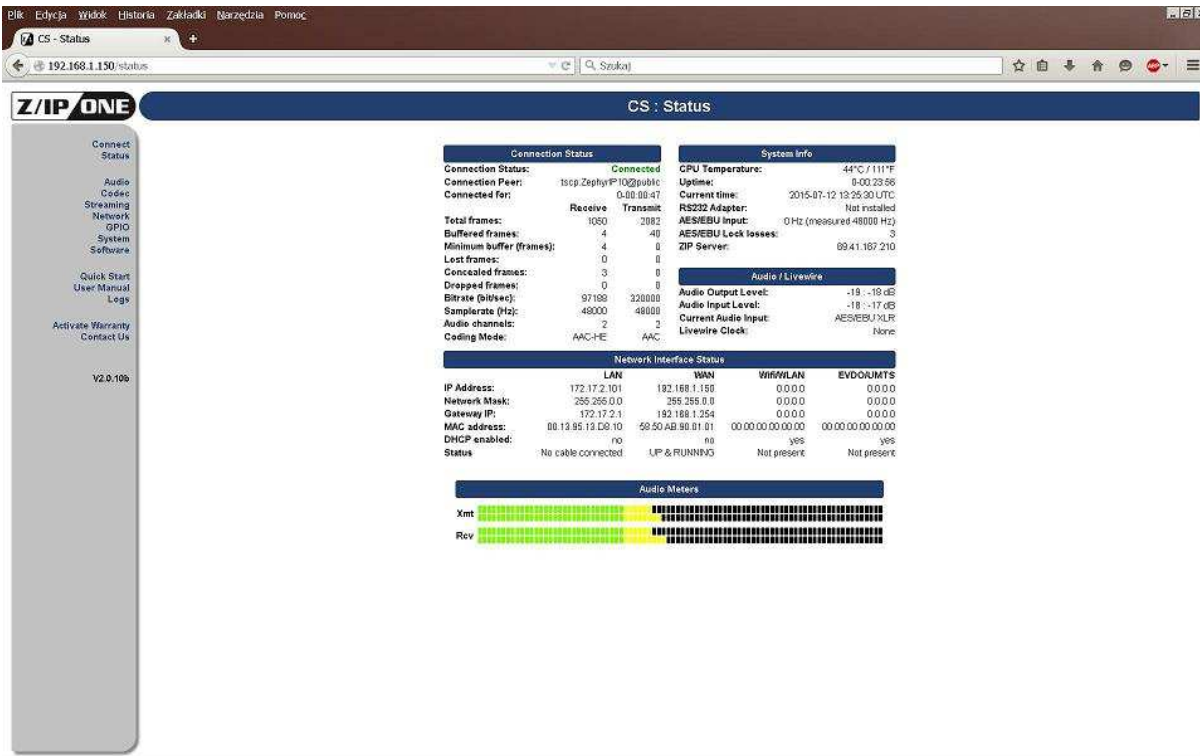 Plik Edycja Widok Historia Zakładki Narzędzia Pomoc
CS - Status
192.168.1.150/status
Szukaj
ABP
Z/IP ONE
CS : Status
Connect
Status
Audio
Codec
Streaming
Network
GPIO
System
Software
Quick Start
User Manual
Logs
Activate Warranty
Contact Us
V2.0.10b
Connection Status
Connection Status: Connected
Connection Peer: tscp.ZephyrIP10@public
Connected for: 0-00:00:47
Receive Transmit
Total frames: 1050 2082
Buffered frames: 4 40
Minimum buffer (frames): 4 0
Lost frames: 0 0
Concealed frames: 3 0
Dropped frames: 0 0
Bitrate (bit/sec): 97188 320000
Samplerate (Hz): 48000 48000
Audio channels: 2 2
Coding Mode: AAC-HE AAC
System Info
CPU Temperature: 44°C / 111°F
Uptime: 0-00:23:56
Current time: 2015-07-12 13:25:30 UTC
RS232 Adapter: Not installed
AES/EBU Input: 0 Hz (measured 48000 Hz)
AES/EBU Lock losses: 3
ZIP Server: 69.41.187.210
Audio / Livewire
Audio Output Level: -19 : -18 dB
Audio Input Level: -18 : -17 dB
Current Audio Input: AES/EBU XLR
Livewire Clock: None
Network Interface Status
LAN WAN Wifi/WLAN EVDO/UMTS
IP Address: 172.17.2.101 192.168.1.150 0.0.0.0 0.0.0.0
Network Mask: 255.255.0.0 255.255.0.0 0.0.0.0 0.0.0.0
Gateway IP: 172.17.2.1 192.168.1.254 0.0.0.0 0.0.0.0
MAC address: 00:13:95:13:D8:10 58:50:AB:90:01:01 00:00:00:00:00:00 00:00:00:00:00:00
DHCP enabled: no no yes yes
Status No cable connected UP & RUNNING Not present Not present
Audio Meters
Xmt
Rcv